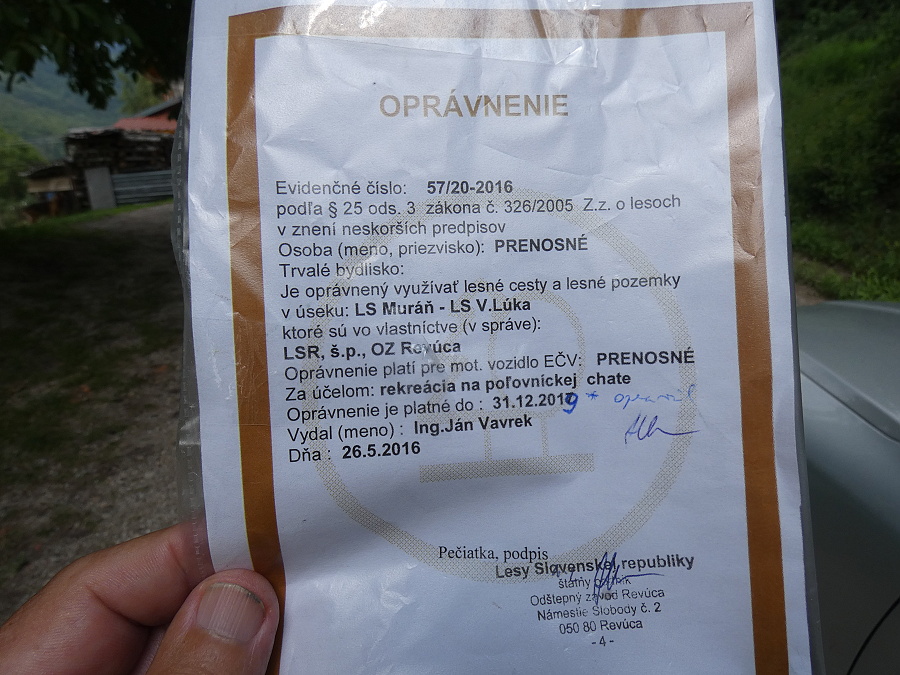 OPRÁVNENIE
Evidenčné číslo: 57/20-2016
podľa § 25 ods. 3 zákona č. 326/2005 Z.z. o lesoch
v znení neskorších predpisov
Osoba (meno, priezvisko): PRENOSNÉ
Trvalé bydlisko:
Je oprávnený využívať lesné cesty a lesné pozemky
v úseku: LS Muráň - LS V.Lúka
ktoré sú vo vlastníctve (v správe):
LSR, š.p., OZ Revúca
Oprávnenie platí pre mot. vozidlo EČV: PRENOSNÉ
Za účelom: rekreácia na poľovníckej chate
Oprávnenie je platné do : 31.12.2019 * opravil
Vydal (meno) : Ing.Ján Vavrek
Dňa : 26.5.2016
Pečiatka, podpis
Lesy Slovenskej republiky
štátny podnik
Odštepný závod Revúca
Námestie Slobody č. 2
050 80 Revúca
- 4 -